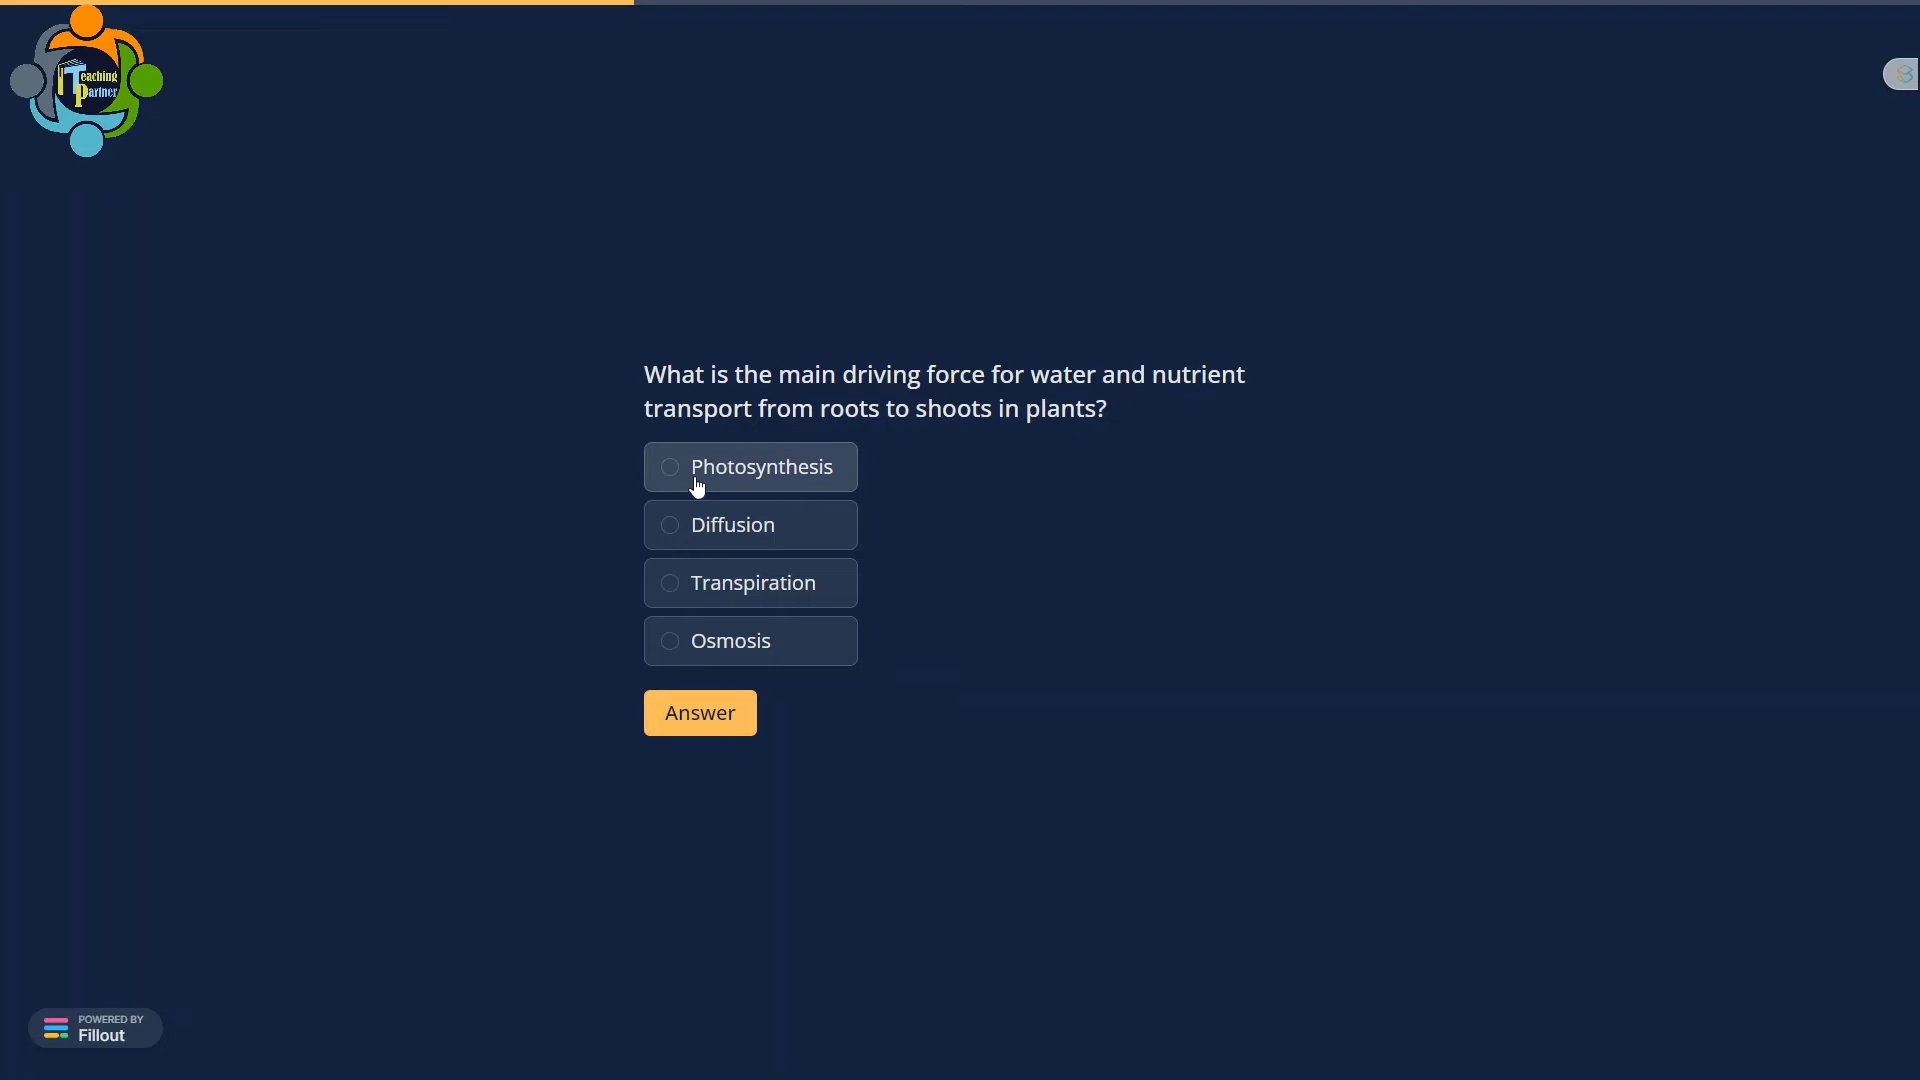 Teaching
Partner
What is the main driving force for water and nutrient
transport from roots to shoots in plants?
Photosynthesis
Diffusion
Transpiration
Osmosis
Answer
POWERED BY
Fillout